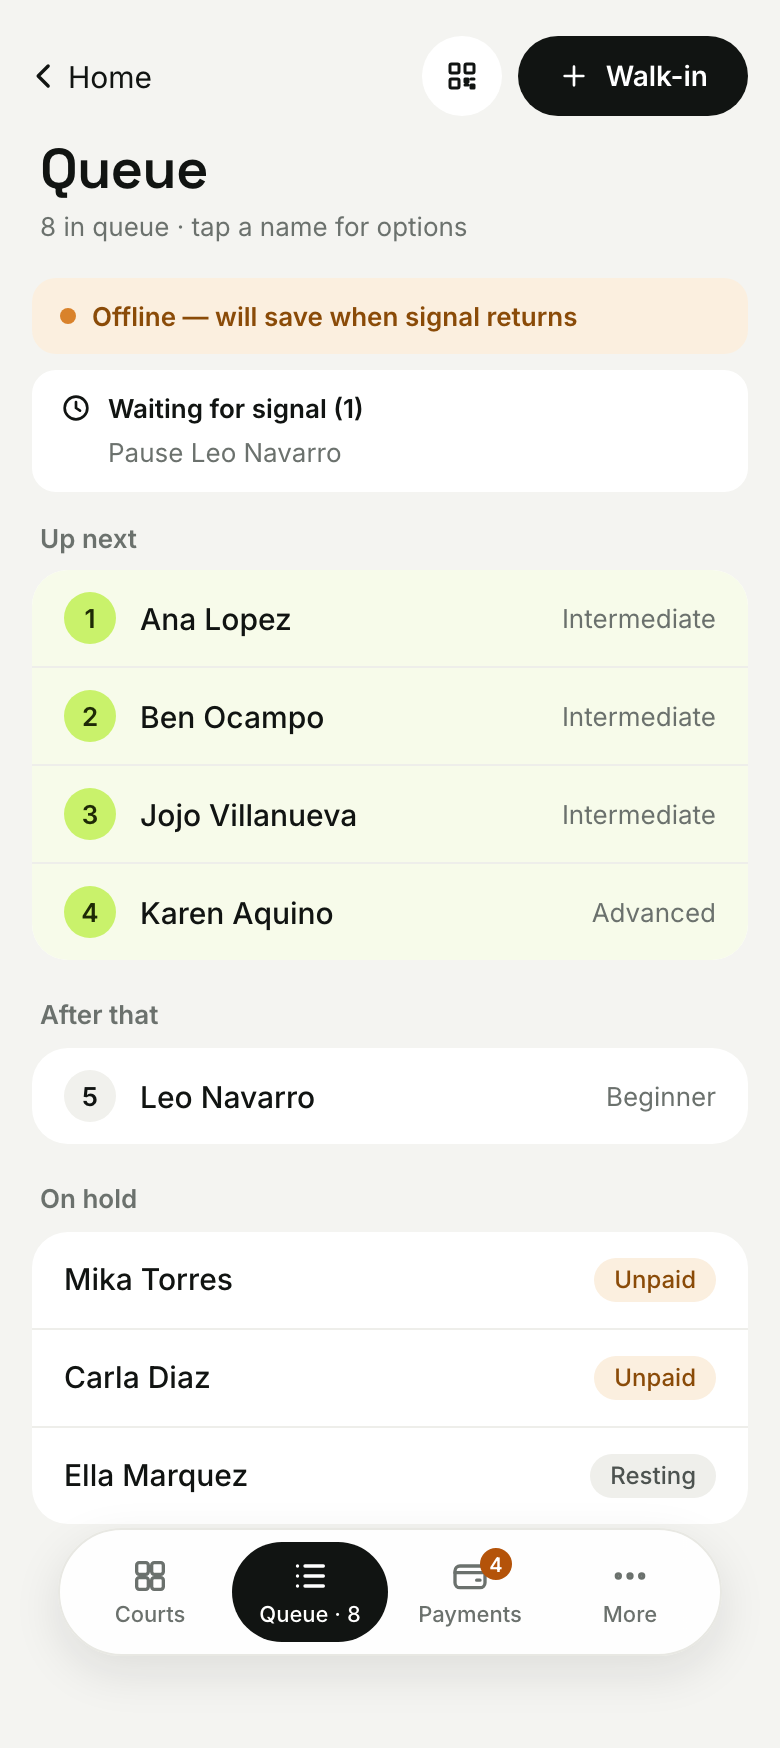 Home
Walk-in
Queue
8 in queue · tap a name for options
Offline — will save when signal returns
Waiting for signal (1)
Pause Leo Navarro
Up next
1 Ana Lopez Intermediate
2 Ben Ocampo Intermediate
3 Jojo Villanueva Intermediate
4 Karen Aquino Advanced
After that
5 Leo Navarro Beginner
On hold
Mika Torres Unpaid
Carla Diaz Unpaid
Ella Marquez Resting
4
Courts Queue · 8 Payments More